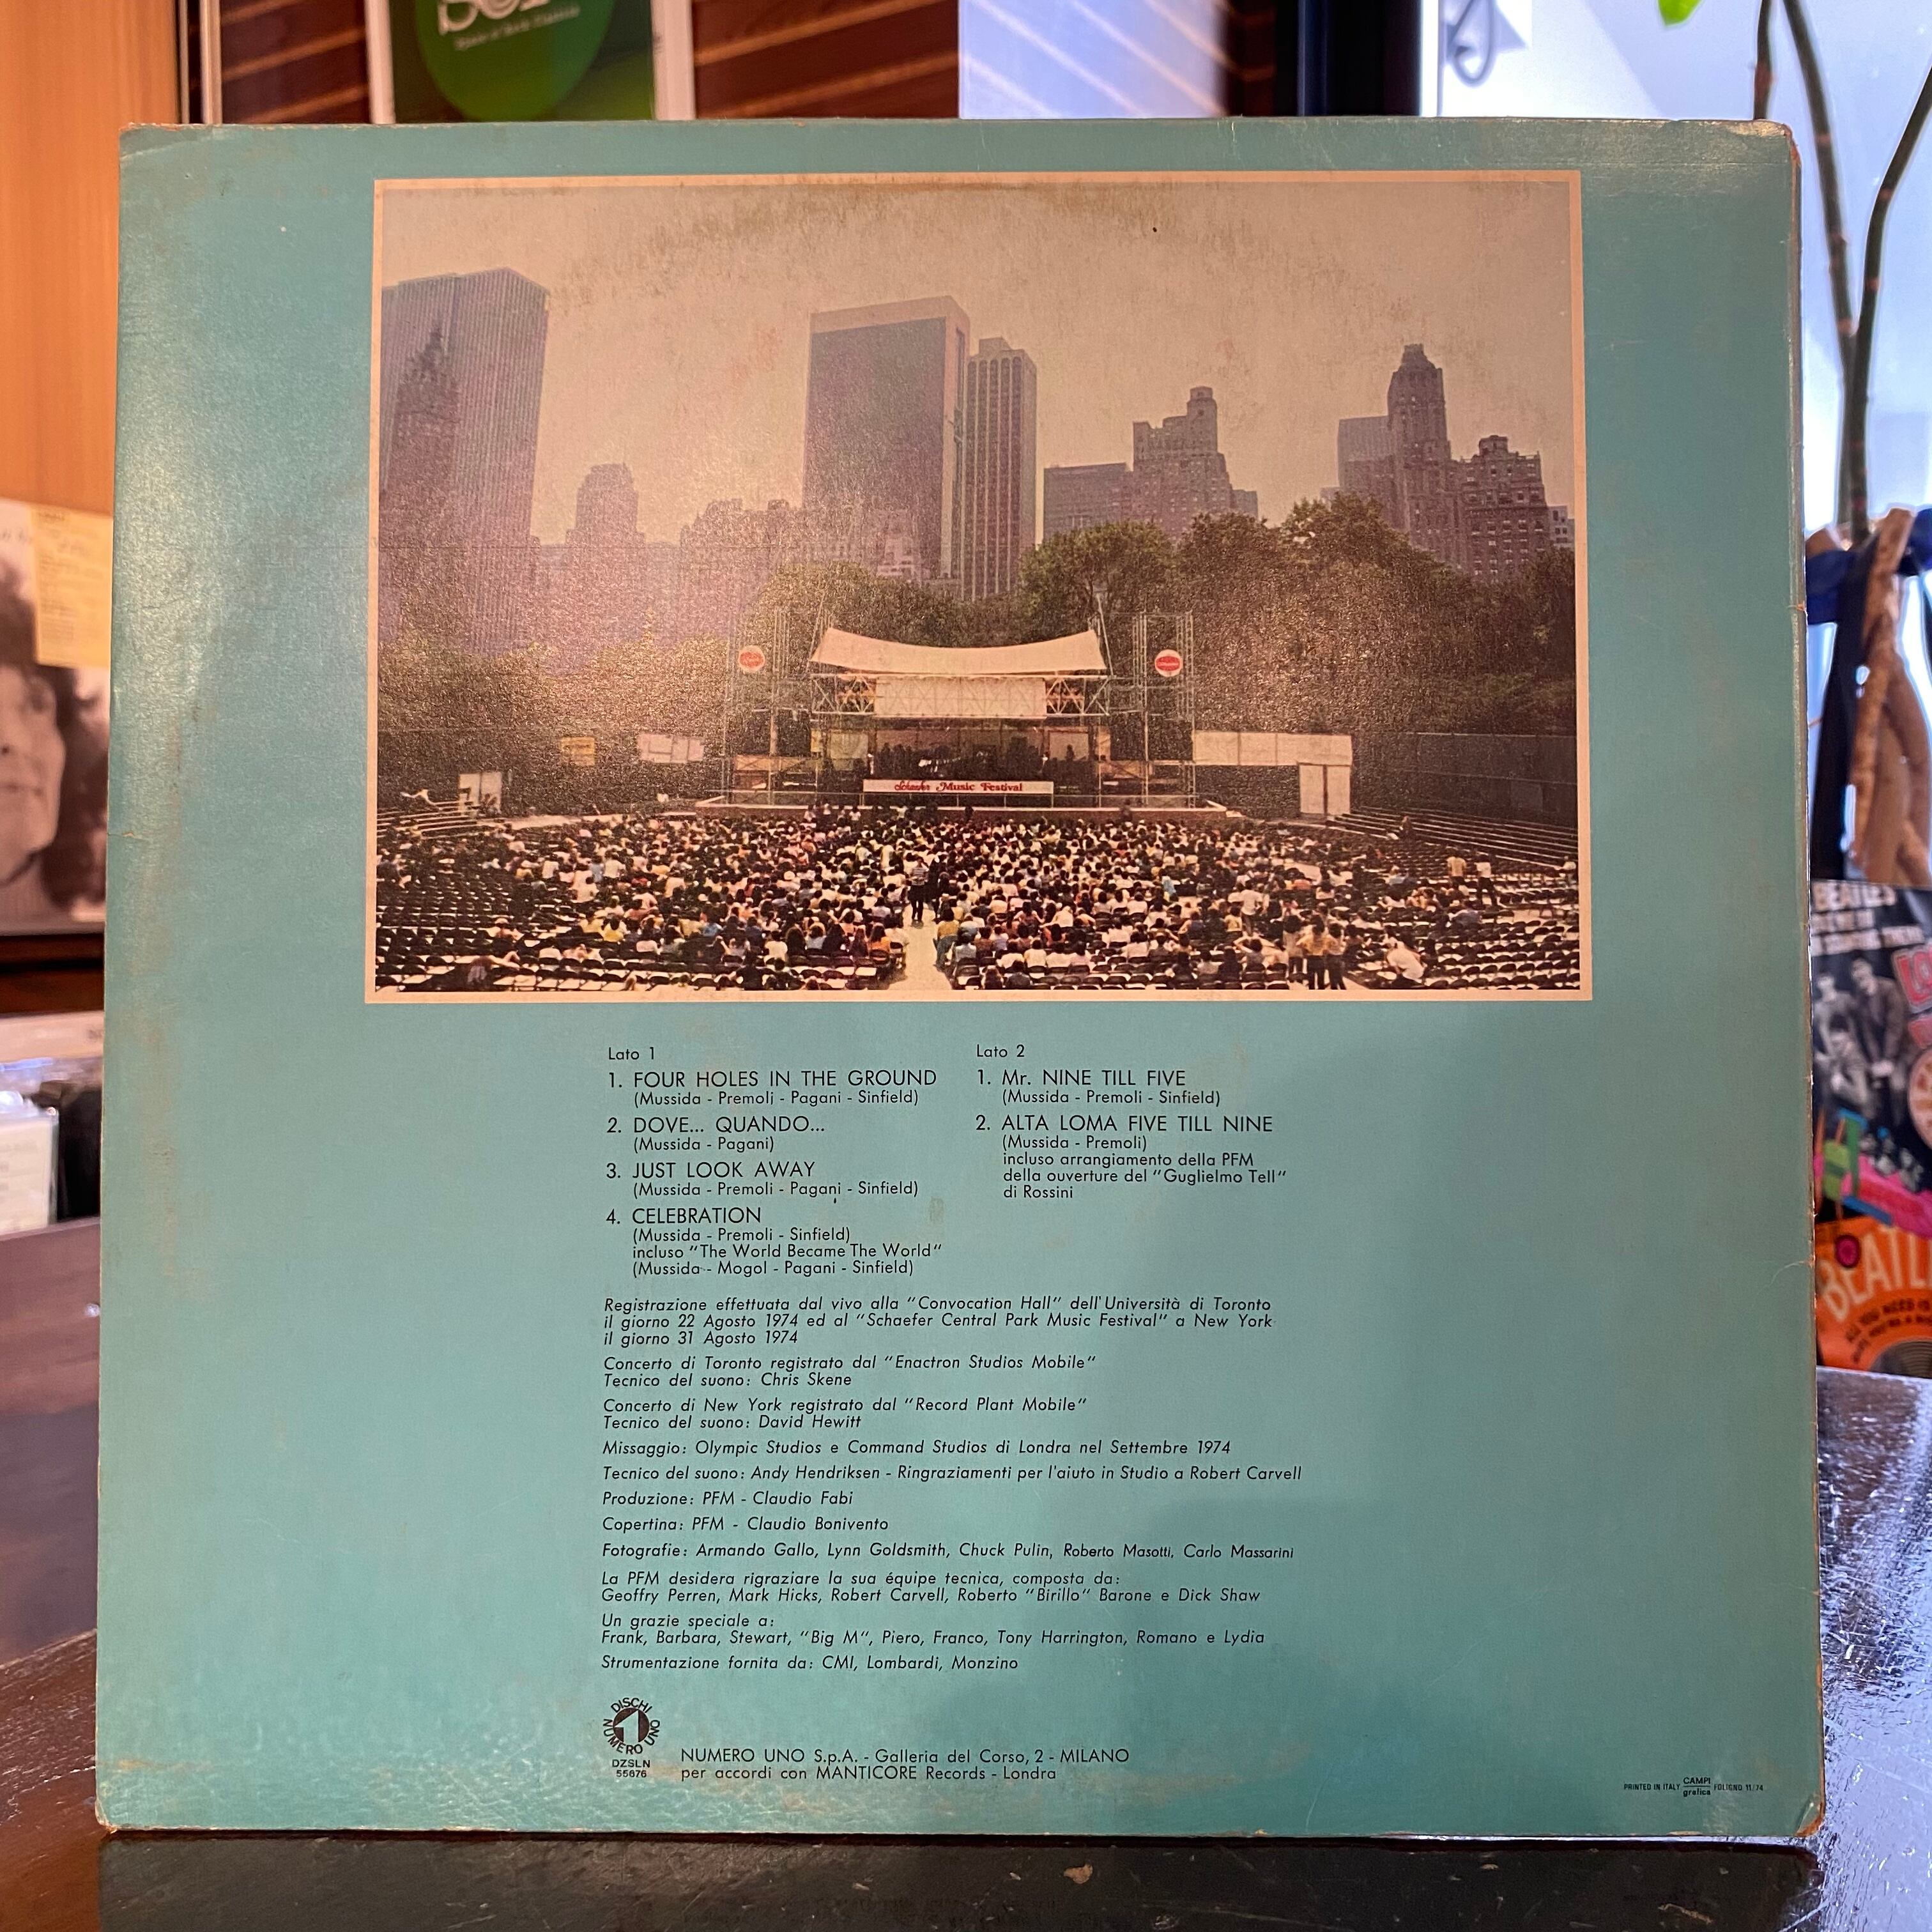 Schaefer Music Festival
Lato 1
1. FOUR HOLES IN THE GROUND
(Mussida - Premoli - Pagani - Sinfield)
2. DOVE... QUANDO...
(Mussida - Pagani)
3. JUST LOOK AWAY
(Mussida - Premoli - Pagani - Sinfield)
4. CELEBRATION
(Mussida - Premoli - Sinfield)
incluso "The World Became The World"
(Mussida - Mogol - Pagani - Sinfield)
Lato 2
1. Mr. NINE TILL FIVE
(Mussida - Premoli - Sinfield)
2. ALTA LOMA FIVE TILL NINE
(Mussida - Premoli)
incluso arrangiamento della PFM
della ouverture del "Guglielmo Tell"
di Rossini
Registrazione effettuata dal vivo alla "Convocation Hall" dell'Università di Toronto
il giorno 22 Agosto 1974 ed al "Schaefer Central Park Music Festival" a New York
il giorno 31 Agosto 1974
Concerto di Toronto registrato dal "Enactron Studios Mobile"
Tecnico del suono: Chris Skene
Concerto di New York registrato dal "Record Plant Mobile"
Tecnico del suono: David Hewitt
Missaggio: Olympic Studios e Command Studios di Londra nel Settembre 1974
Tecnico del suono: Andy Hendriksen - Ringraziamenti per l'aiuto in Studio a Robert Carvell
Produzione: PFM - Claudio Fabi
Copertina: PFM - Claudio Bonivento
Fotografie: Armando Gallo, Lynn Goldsmith, Chuck Pulin, Roberto Masotti, Carlo Massarini
La PFM desidera rigraziare la sua équipe tecnica, composta da:
Geoffry Perren, Mark Hicks, Robert Carvell, Roberto "Birillo" Barone e Dick Shaw
Un grazie speciale a:
Frank, Barbara, Stewart, "Big M", Piero, Franco, Tony Harrington, Romano e Lydia
Strumentazione fornita da: CMI, Lombardi, Monzino
DISCHI NUMERO UNO
1
DZSLN
55676
NUMERO UNO S.p.A. - Galleria del Corso, 2 - MILANO
per accordi con MANTICORE Records - Londra
PRINTED IN ITALY CAMPI grafica FOLIGNO 11/74
BEATLES